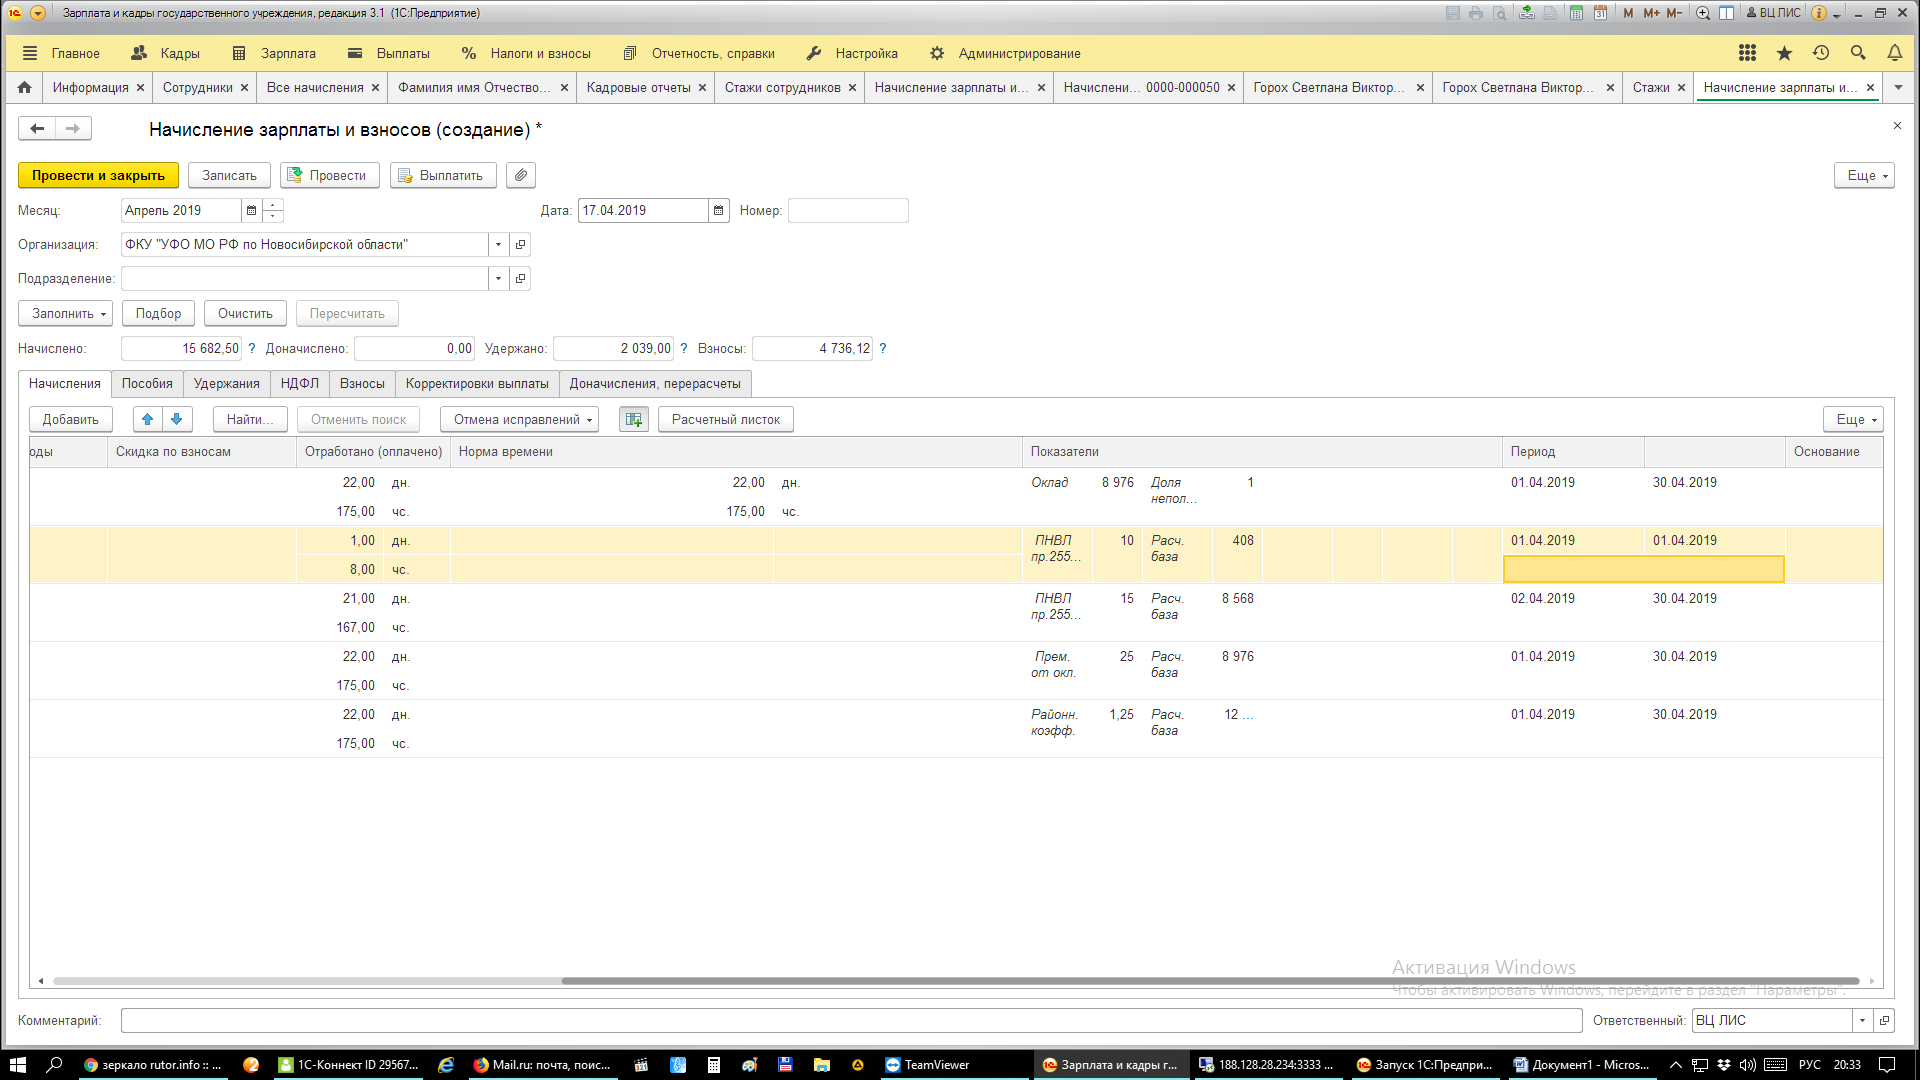 Зарплата и кадры государственного учреждения, редакция 3.1 (1С:Предприятие)
M M+ M- ВЦ ЛИС
Главное Кадры Зарплата Выплаты Налоги и взносы Отчетность, справки Настройка Администрирование
Информация Сотрудники Все начисления Фамилия имя Отчество... Кадровые отчеты Стажи сотрудников Начисление зарплаты и... Начислени... 0000-000050 Горох Светлана Виктор... Горох Светлана Виктор... Стажи Начисление зарплаты и...
Начисление зарплаты и взносов (создание) *
Провести и закрыть Записать Провести Выплатить Еще
Месяц: Апрель 2019 Дата: 17.04.2019 Номер:
Организация: ФКУ "УФО МО РФ по Новосибирской области"
Подразделение:
Заполнить Подбор Очистить Пересчитать
Начислено: 15 682,50 ? Доначислено: 0,00 Удержано: 2 039,00 ? Взносы: 4 736,12 ?
Начисления Пособия Удержания НДФЛ Взносы Корректировки выплаты Доначисления, перерасчеты
Добавить Найти... Отменить поиск Отмена исправлений Расчетный листок Еще
оды Скидка по взносам Отработано (оплачено) Норма времени Показатели Период Основание
22,00 дн. 22,00 дн. Оклад 8 976 Доля 1 01.04.2019 30.04.2019
непол...
175,00 чс. 175,00 чс.
1,00 дн. ПНВЛ 10 Расч. 408 01.04.2019 01.04.2019
пр.255... база
8,00 чс.
21,00 дн. ПНВЛ 15 Расч. 8 568 02.04.2019 30.04.2019
пр.255... база
167,00 чс.
22,00 дн. Прем. 25 Расч. 8 976 01.04.2019 30.04.2019
от окл. база
175,00 чс.
22,00 дн. Районн. 1,25 Расч. 12 ... 01.04.2019 30.04.2019
коэфф. база
175,00 чс.
Активация Windows
Чтобы активировать Windows, перейдите в раздел "Параметры".
Комментарий: Ответственный: ВЦ ЛИС
зеркало rutor.info :: ... 1С-Коннект ID 29567... Mail.ru: почта, поис... TeamViewer Зарплата и кадры г... 188.128.28.234:3333 ... Запуск 1С:Предпри... Документ1 - Micros... РУС 20:33